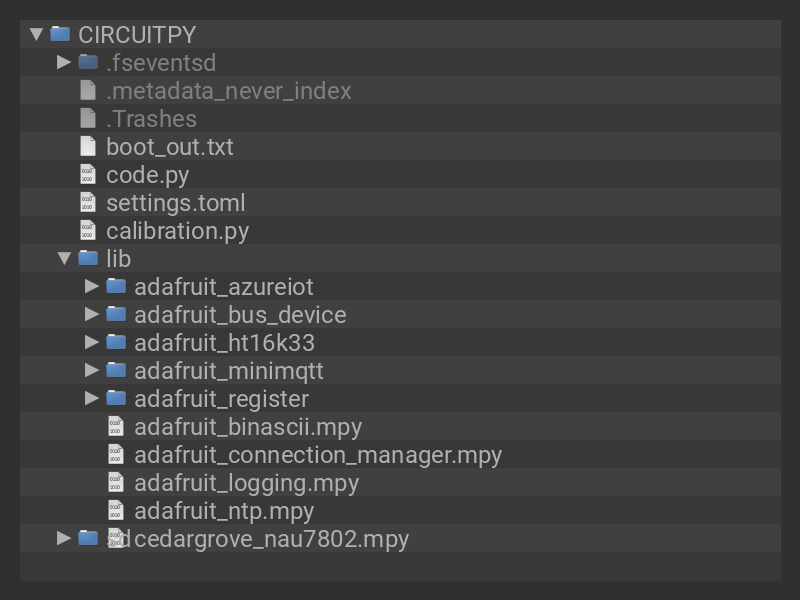 CIRCUITPY
.fseventsd
.metadata_never_index
.Trashes
boot_out.txt
code.py
settings.toml
calibration.py
lib
adafruit_azureiot
adafruit_bus_device
adafruit_ht16k33
adafruit_minimqtt
adafruit_register
adafruit_binascii.mpy
adafruit_connection_manager.mpy
adafruit_logging.mpy
adafruit_ntp.mpy
sd cedargrove_nau7802.mpy